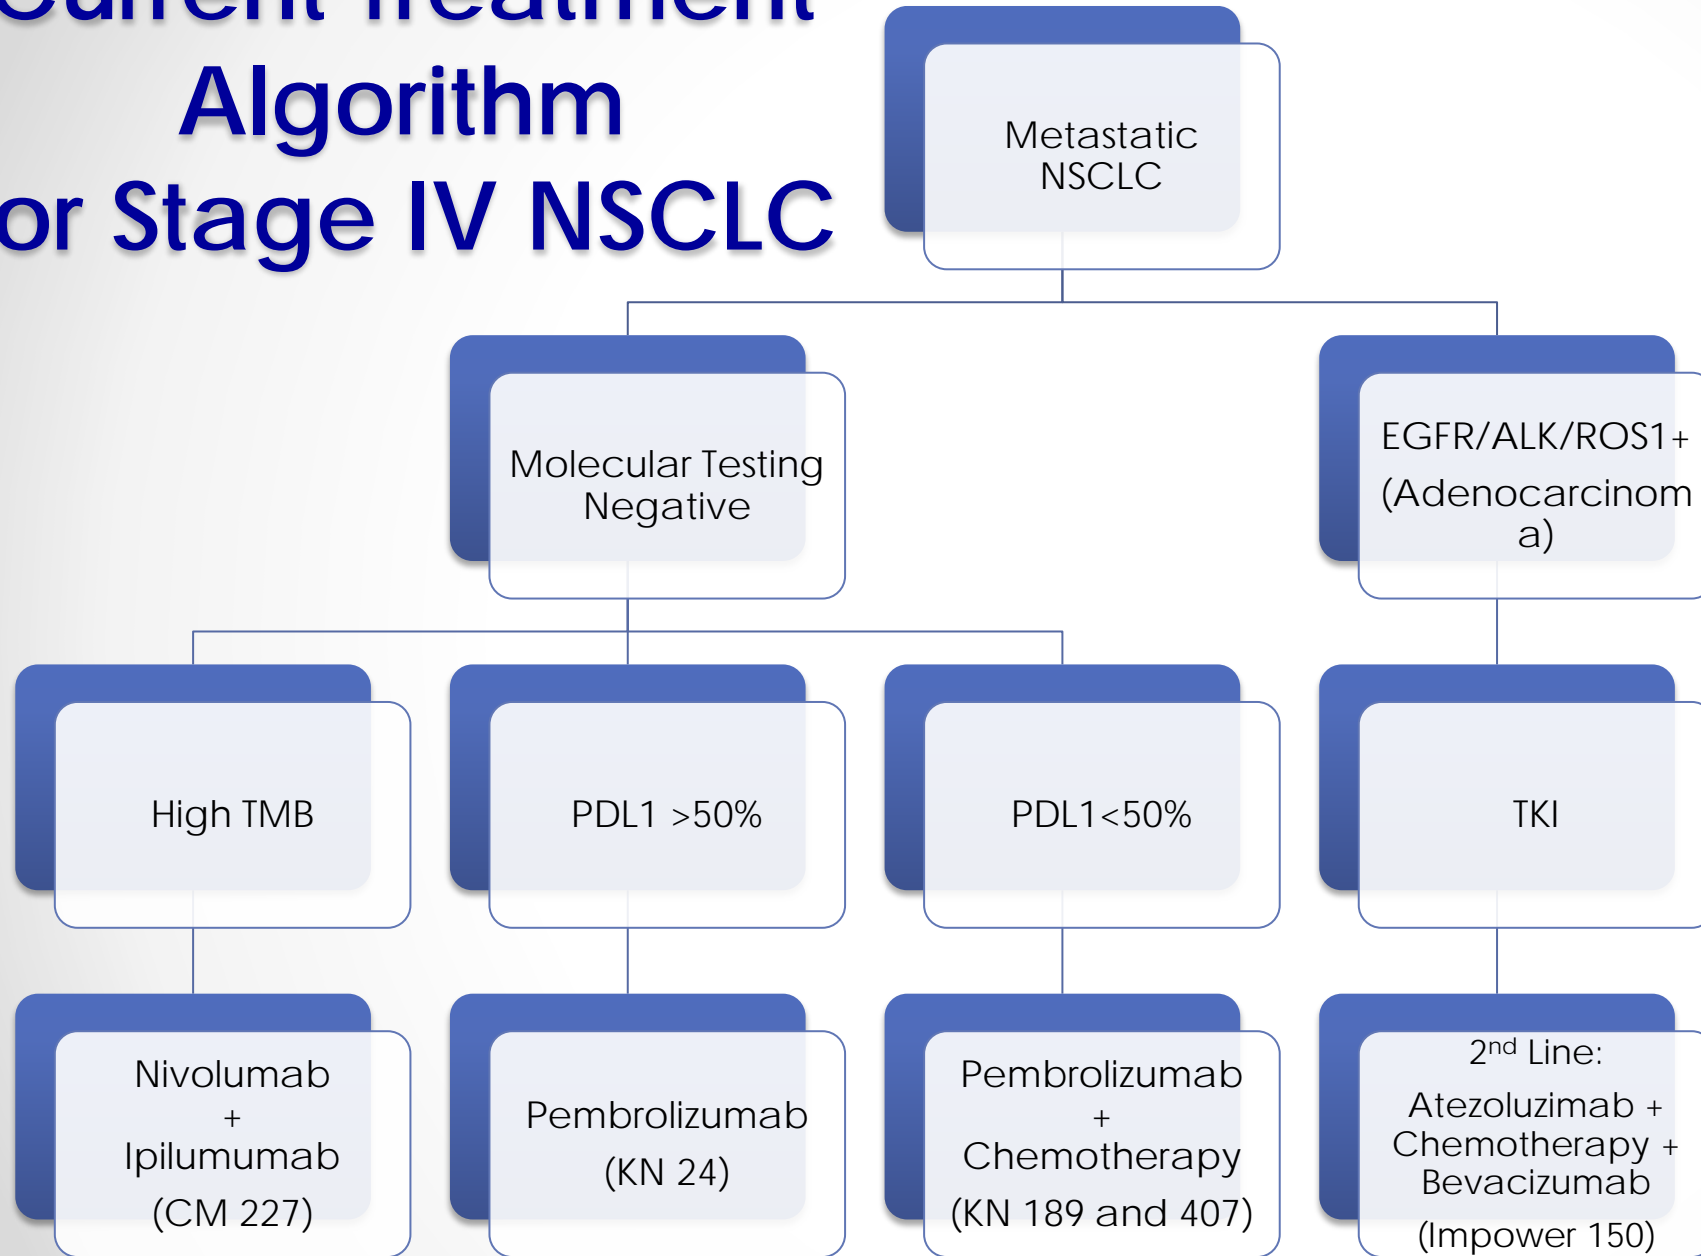 Current Treatment
Algorithm
or Stage IV NSCLC
Metastatic
NSCLC
Molecular Testing
Negative
EGFR/ALK/ROS1+
(Adenocarcinom
a)
High TMB
PDL1 >50%
PDL1<50%
TKI
Nivolumab
+
Ipilumumab
(CM 227)
Pembrolizumab
(KN 24)
Pembrolizumab
+
Chemotherapy
(KN 189 and 407)
2nd Line:
Atezoluzimab +
Chemotherapy +
Bevacizumab
(Impower 150)